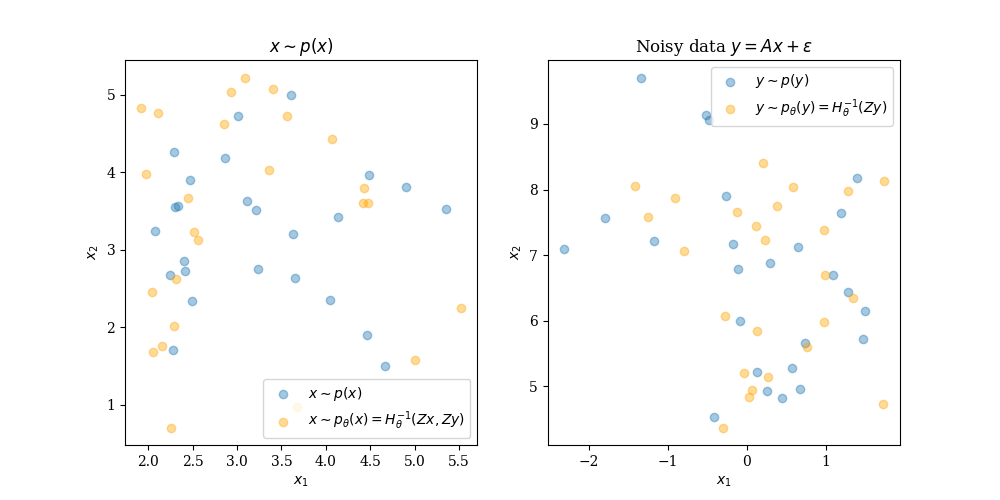 x ∼ p(x)
5
4
3
2
1
x₂
2.0 2.5 3.0 3.5 4.0 4.5 5.0 5.5
x₁
x ∼ p(x)
x ∼ p_θ(x) = H_θ⁻¹(Zx, Zy)
Noisy data y = Ax + ε
9
8
7
6
5
x₂
−2 −1 0 1
x₁
y ∼ p(y)
y ∼ p_θ(y) = H_θ⁻¹(Zy)